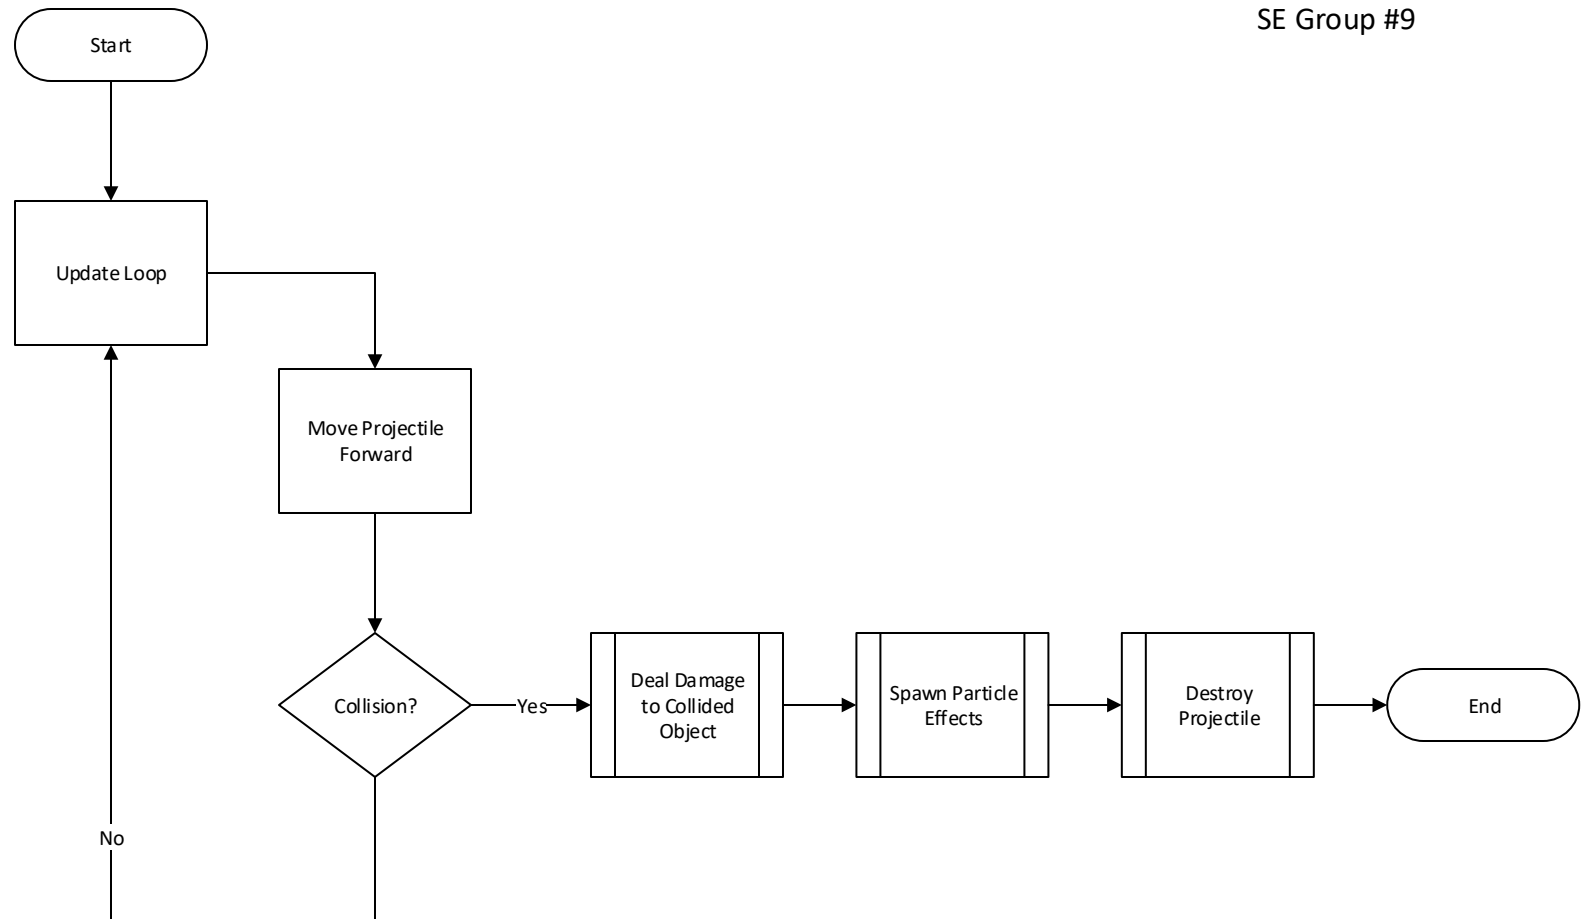 SE Group #9
Start
Update Loop
Move Projectile
Forward
Collision?
Yes
Deal Damage
to Collided
Object
Spawn Particle
Effects
Destroy
Projectile
End
No